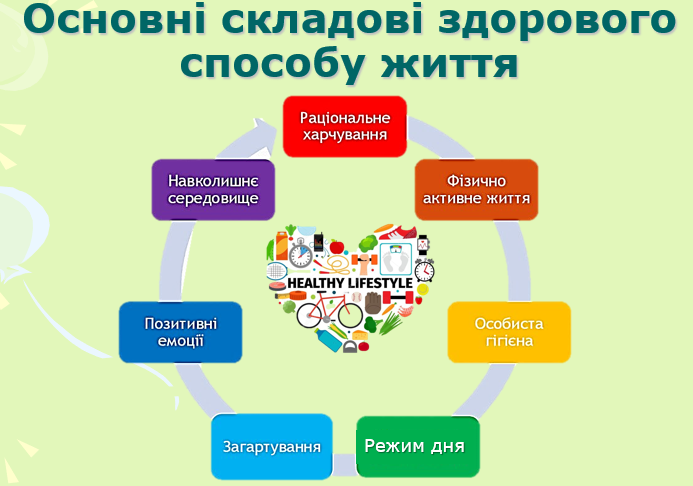 Основні складові здорового
способу життя
Раціональне
харчування
Фізично
активне життя
Особиста
гігієна
Режим дня
Загартування
Позитивні
емоції
Навколишнє
середовище
HEALTHY LIFESTYLE